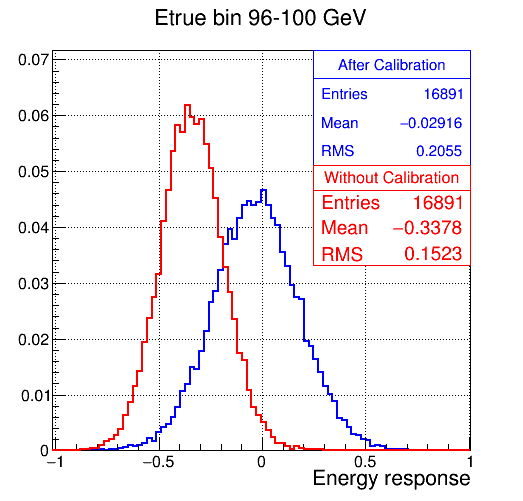 Etrue bin 96-100 GeV
0.07
0.06
0.05
0.04
0.03
0.02
0.01
0
After Calibration
Entries 16891
Mean −0.02916
RMS 0.2055
Without Calibration
Entries 16891
Mean −0.3378
RMS 0.1523
−1 −0.5 0 0.5 1
Energy response